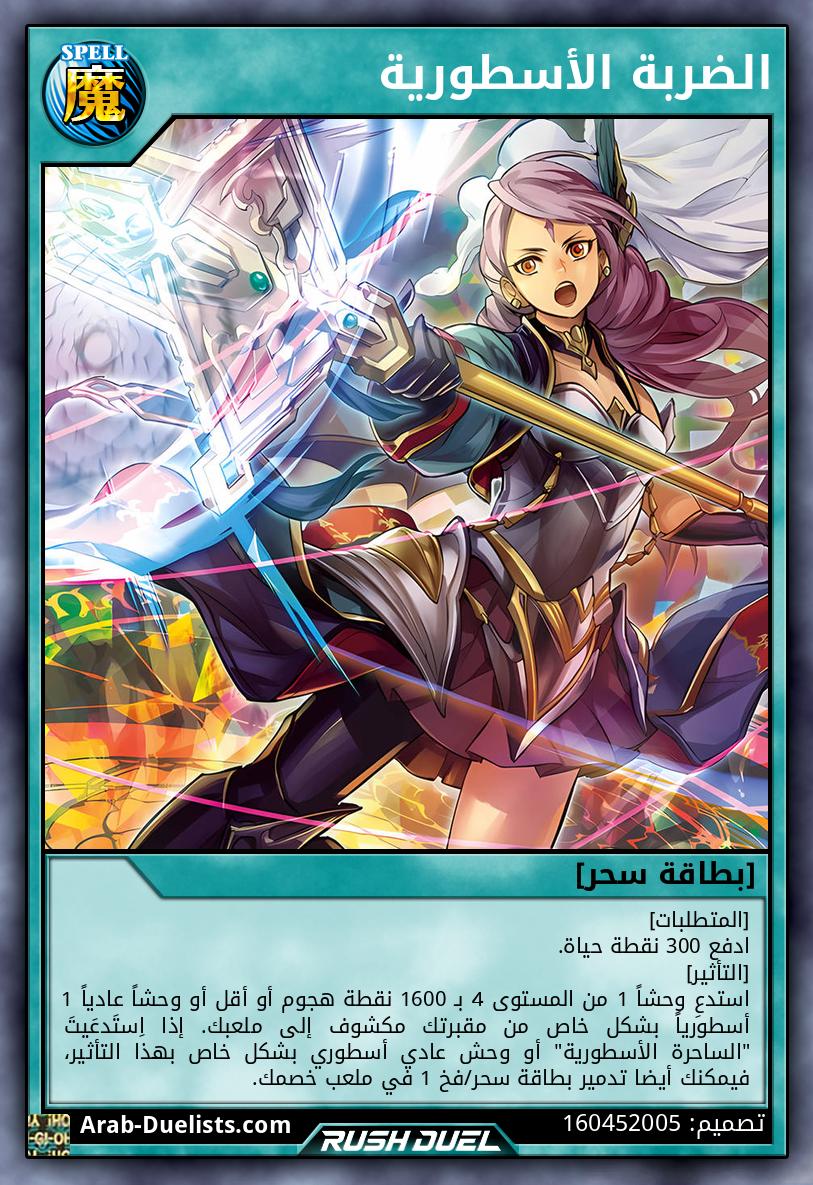 SPELL
魔
الضربة الأسطورية
[بطاقة سحر]
[المتطلبات]
ادفع 300 نقطة حياة.
[التأثير]
استدعِ وحشاً 1 من المستوى 4 بـ 1600 نقطة هجوم أو أقل أو وحشاً عادياً 1
أسطورياً بشكل خاص من مقبرتك مكشوف إلى ملعبك. إذا اِستَدعَيتَ
"الساحرة الأسطورية" أو وحش عادي أسطوري بشكل خاص بهذا التأثير،
فيمكنك أيضا تدمير بطاقة سحر/فخ 1 في ملعب خصمك.
تصميم: 160452005
Arab-Duelists.com
RUSH DUEL